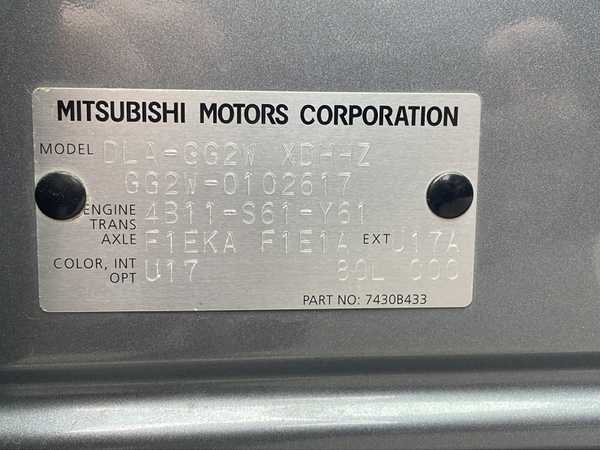 MITSUBISHI MOTORS CORPORATION
MODEL DLA-GG2W XDHHZ
GG2W-0102617
ENGINE 4B11-S61-Y61
TRANS
AXLE F1EKA F1E1A EXT U17A
COLOR, INT U17 80L 000
OPT
PART NO: 7430B433